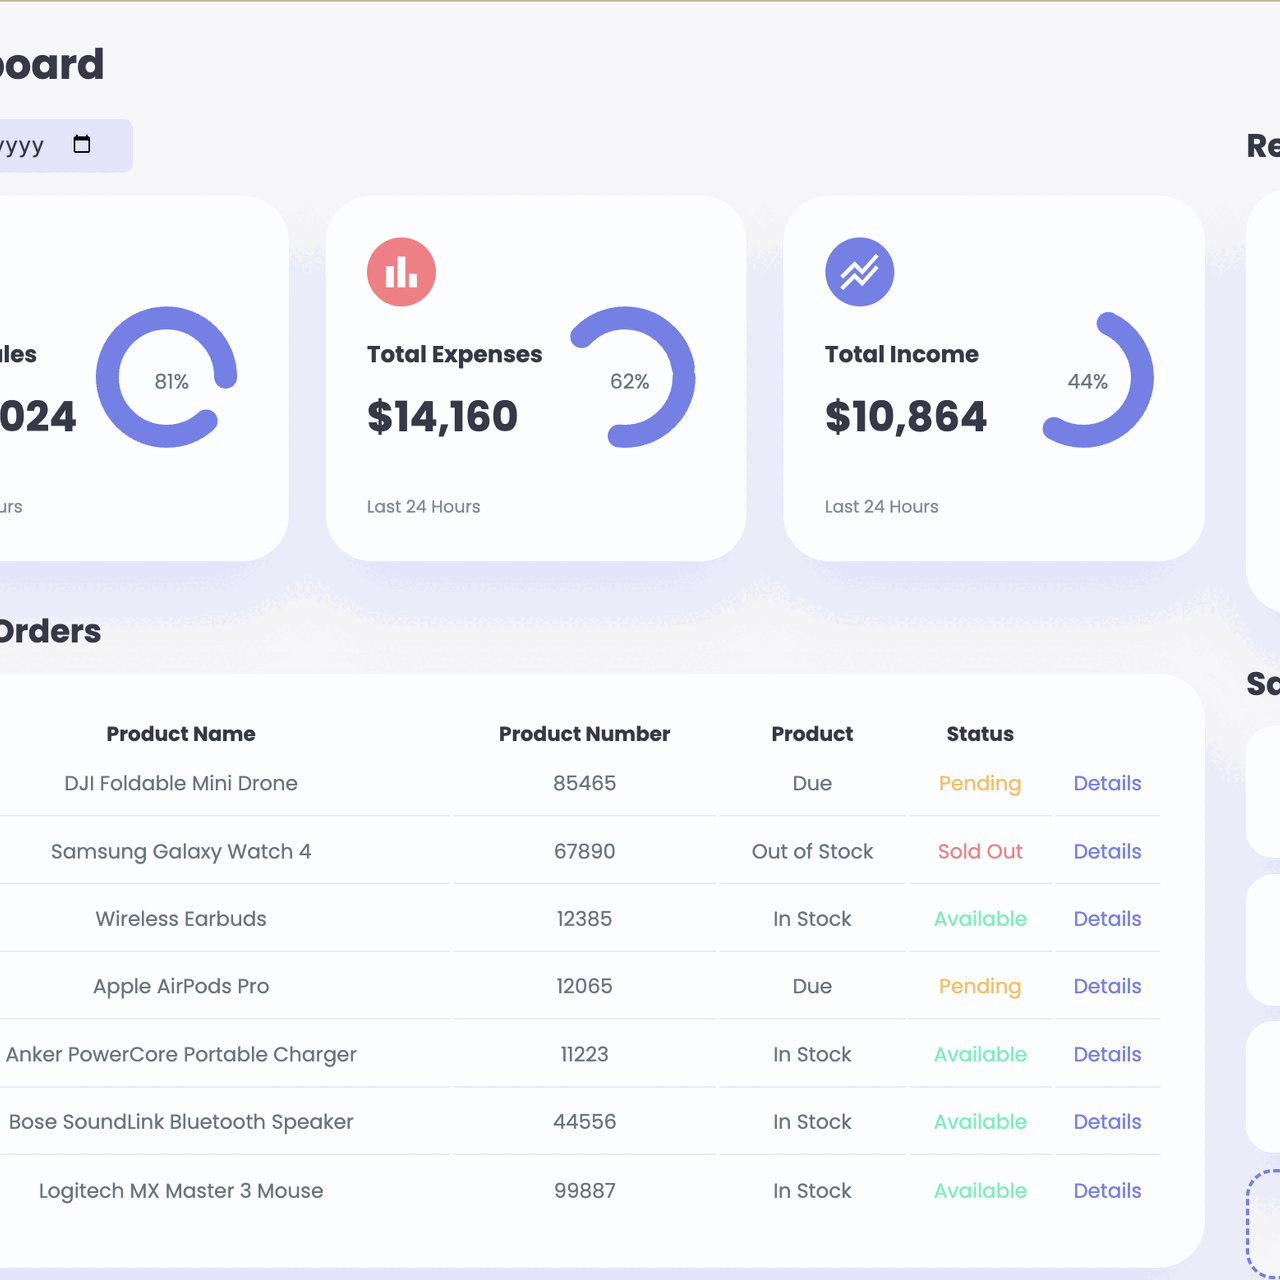 board
yyyy
Re
ales
81%
024
urs
Total Expenses
62%
$14,160
Last 24 Hours
Total Income
44%
$10,864
Last 24 Hours
Orders
Sa
Product Name Product Number Product Status
DJI Foldable Mini Drone 85465 Due Pending Details
Samsung Galaxy Watch 4 67890 Out of Stock Sold Out Details
Wireless Earbuds 12385 In Stock Available Details
Apple AirPods Pro 12065 Due Pending Details
Anker PowerCore Portable Charger 11223 In Stock Available Details
Bose SoundLink Bluetooth Speaker 44556 In Stock Available Details
Logitech MX Master 3 Mouse 99887 In Stock Available Details